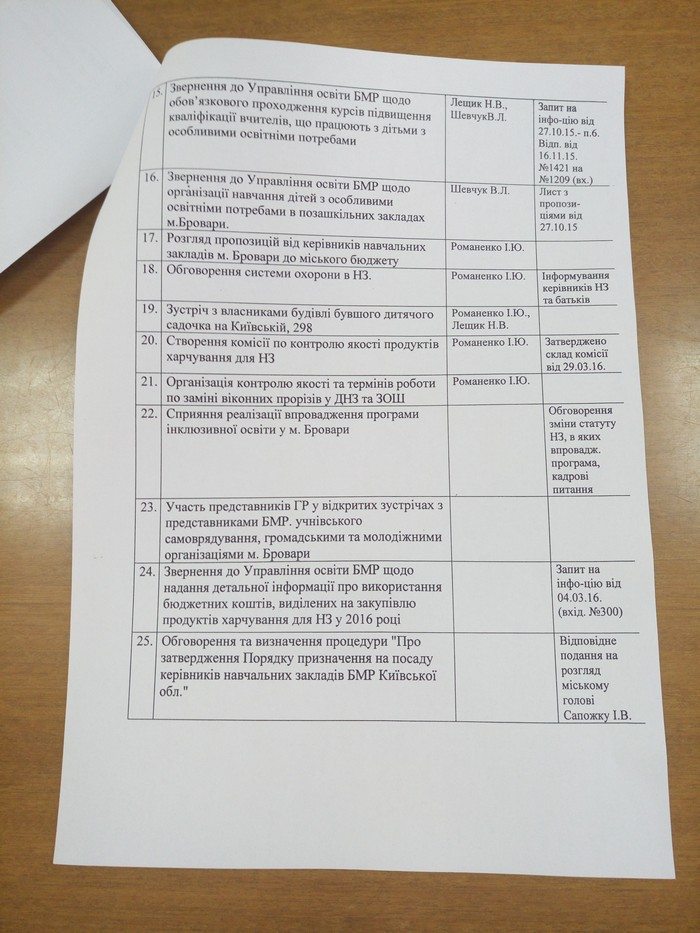 15. Звернення до Управління освіти БМР щодо
обов'язкового проходження курсів підвищення
кваліфікації вчителів, що працюють з дітьми з
особливими освітніми потребами
Лещик Н.В.,
ШевчукВ.Л.
Запит на
інфо-цію від
27.10.15.- п.6.
Відп. від
16.11.15.
№1421 на
№1209 (вх.)
16. Звернення до Управління освіти БМР щодо
організації навчання дітей з особливими
освітніми потребами в позашкільних закладах
м.Бровари.
Шевчук В.Л.
Лист з
пропози-
ціями від
27.10.15
17. Розгляд пропозицій від керівників навчальних
закладів м. Бровари до міського бюджету
Романенко І.Ю.
18. Обговорення системи охорони в НЗ.
Романенко І.Ю.
Інформування
керівників НЗ
та батьків
19. Зустріч з власниками будівлі бувшого дитячого
садочка на Київській, 298
Романенко І.Ю.,
Лещик Н.В.
20. Створення комісії по контролю якості продуктів
харчування для НЗ
Романенко І.Ю.
Затверджено
склад комісії
від 29.03.16.
21. Організація контролю якості та термінів роботи
по заміні віконних прорізів у ДНЗ та ЗОШ
Романенко І.Ю.
22. Сприяння реалізації впровадження програми
інклюзивної освіти у м. Бровари
Обговорення
зміни статуту
НЗ, в яких
впровадж.
програма,
кадрові
питання
23. Участь представників ГР у відкритих зустрічах з
представниками БМР. учнівського
самоврядування, громадськими та молодіжними
організаціями м. Бровари
24. Звернення до Управління освіти БМР щодо
надання детальної інформації про використання
бюджетних коштів, виділених на закупівлю
продуктів харчування для НЗ у 2016 році
Запит на
інфо-цію від
04.03.16.
(вхід. №300)
25. Обговорення та визначення процедури "Про
затвердження Порядку призначення на посаду
керівників навчальних закладів БМР Київської
обл."
Відповідне
подання на
розгляд
міському
голові
Сапожку І.В.